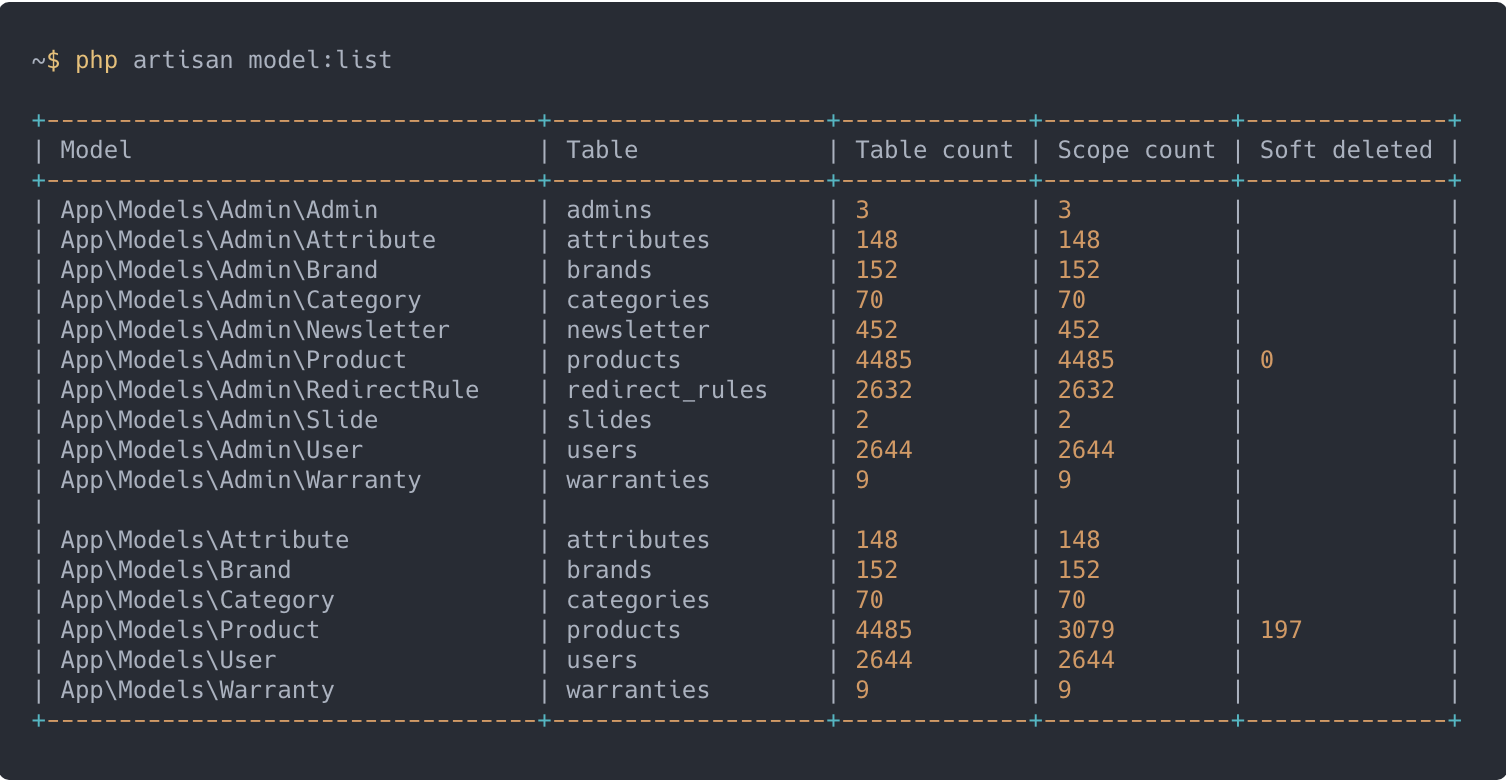 ~$ php artisan model:list
+----------------------------------+-------------------+-------------+-------------+--------------+
| Model                            | Table             | Table count | Scope count | Soft deleted |
+----------------------------------+-------------------+-------------+-------------+--------------+
| App\Models\Admin\Admin           | admins            | 3           | 3           |              |
| App\Models\Admin\Attribute       | attributes        | 148         | 148         |              |
| App\Models\Admin\Brand           | brands            | 152         | 152         |              |
| App\Models\Admin\Category        | categories        | 70          | 70          |              |
| App\Models\Admin\Newsletter      | newsletter        | 452         | 452         |              |
| App\Models\Admin\Product         | products          | 4485        | 4485        | 0            |
| App\Models\Admin\RedirectRule    | redirect_rules    | 2632        | 2632        |              |
| App\Models\Admin\Slide           | slides            | 2           | 2           |              |
| App\Models\Admin\User            | users             | 2644        | 2644        |              |
| App\Models\Admin\Warranty        | warranties        | 9           | 9           |              |
|                                  |                   |             |             |              |
| App\Models\Attribute             | attributes        | 148         | 148         |              |
| App\Models\Brand                 | brands            | 152         | 152         |              |
| App\Models\Category              | categories        | 70          | 70          |              |
| App\Models\Product               | products          | 4485        | 3079        | 197          |
| App\Models\User                  | users             | 2644        | 2644        |              |
| App\Models\Warranty              | warranties        | 9           | 9           |              |
+----------------------------------+-------------------+-------------+-------------+--------------+